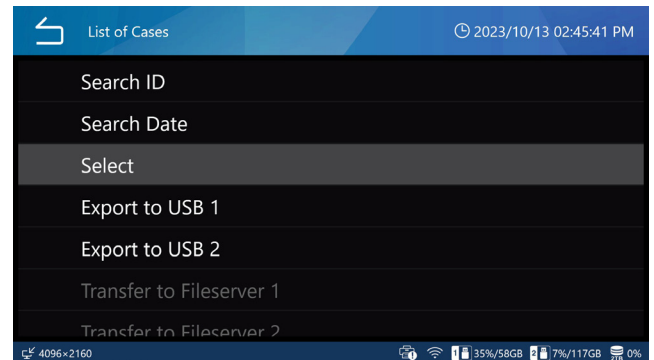 List of Cases 2023/10/13 02:45:41 PM
Search ID
Search Date
Select
Export to USB 1
Export to USB 2
Transfer to Fileserver 1
Transfer to Fileserver 2
4096×2160 1 35%/58GB 2 7%/117GB 2TB 0%